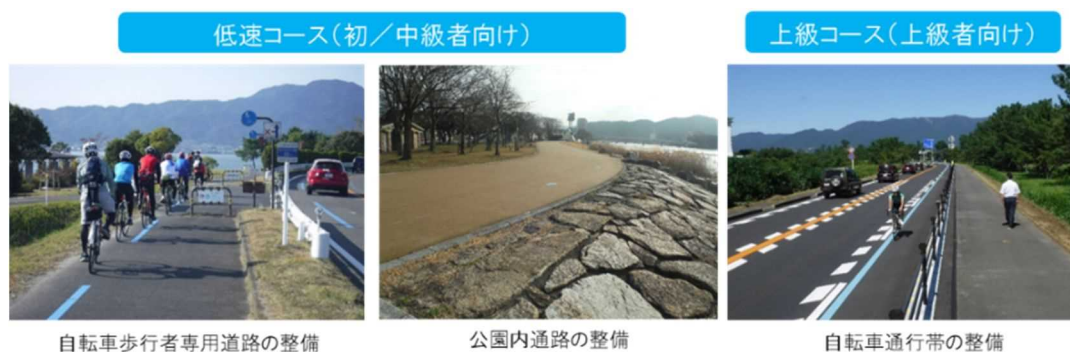 低速コース(初／中級者向け)
上級コース(上級者向け)
自転車歩行者専用道路の整備
公園内通路の整備
自転車通行帯の整備